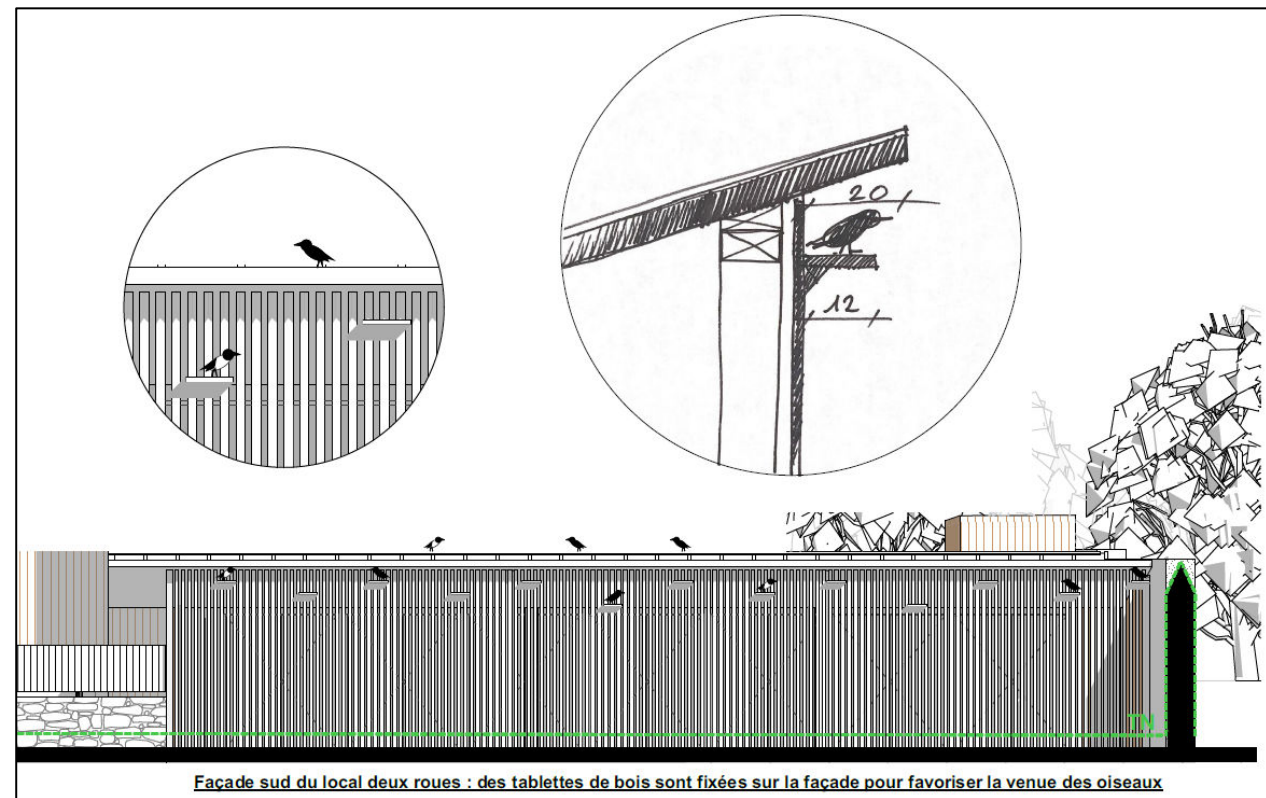 20
12
TN
Façade sud du local deux roues : des tablettes de bois sont fixées sur la façade pour favoriser la venue des oiseaux